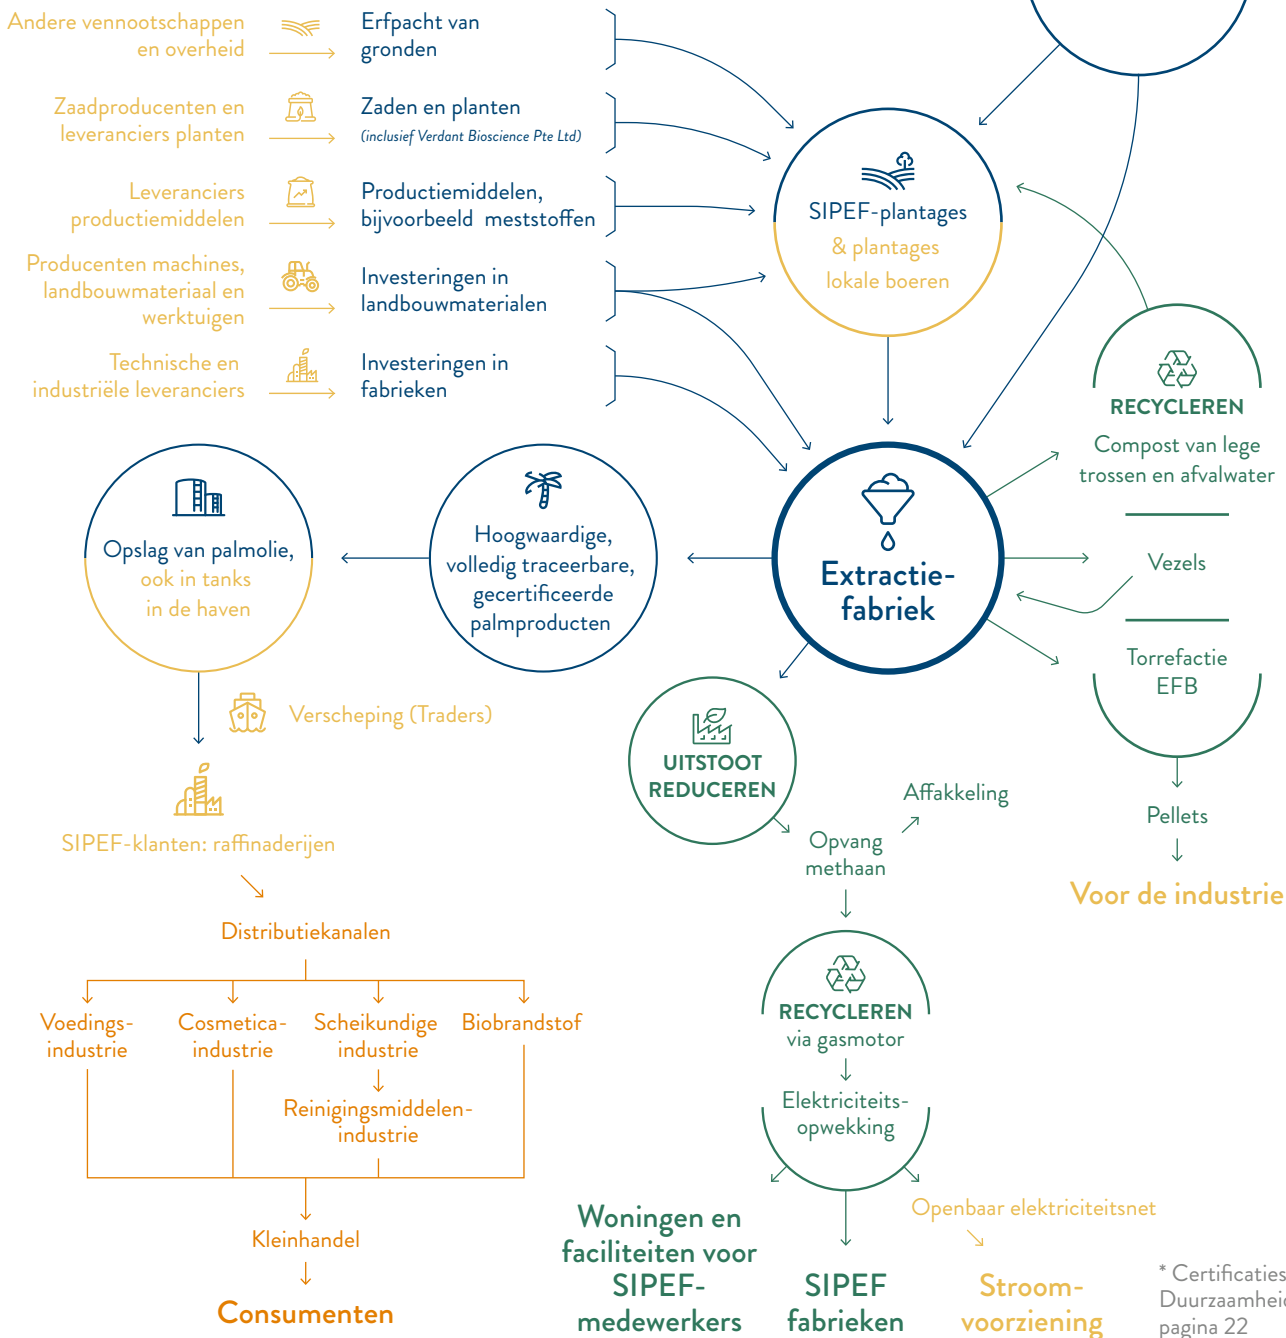 Andere vennootschappen
en overheid
Erfpacht van
gronden
Zaadproducenten en
leveranciers planten
Zaden en planten
(inclusief Verdant Bioscience Pte Ltd)
Leveranciers
productiemiddelen
Productiemiddelen,
bijvoorbeeld meststoffen
Producenten machines,
landbouwmateriaal en
werktuigen
Investeringen in
landbouwmaterialen
Technische en
industriële leveranciers
Investeringen in
fabrieken
SIPEF-plantages
& plantages
lokale boeren
RECYCLEREN
Compost van lege
trossen en afvalwater
Vezels
Torrefactie
EFB
Pellets
Voor de industrie
Extractie-
fabriek
Hoogwaardige,
volledig traceerbare,
gecertificeerde
palmproducten
Opslag van palmolie,
ook in tanks
in de haven
Verscheping (Traders)
SIPEF-klanten: raffinaderijen
Distributiekanalen
Voedings-
industrie
Cosmetica-
industrie
Scheikundige
industrie
Biobrandstof
Reinigingsmiddelen-
industrie
Kleinhandel
Consumenten
UITSTOOT
REDUCEREN
Affakkeling
Opvang
methaan
RECYCLEREN
via gasmotor
Elektriciteits-
opwekking
Woningen en
faciliteiten voor
SIPEF-
medewerkers
SIPEF
fabrieken
Openbaar elektriciteitsnet
Stroom-
voorziening
* Certificaties
Duurzaamheid
pagina 22